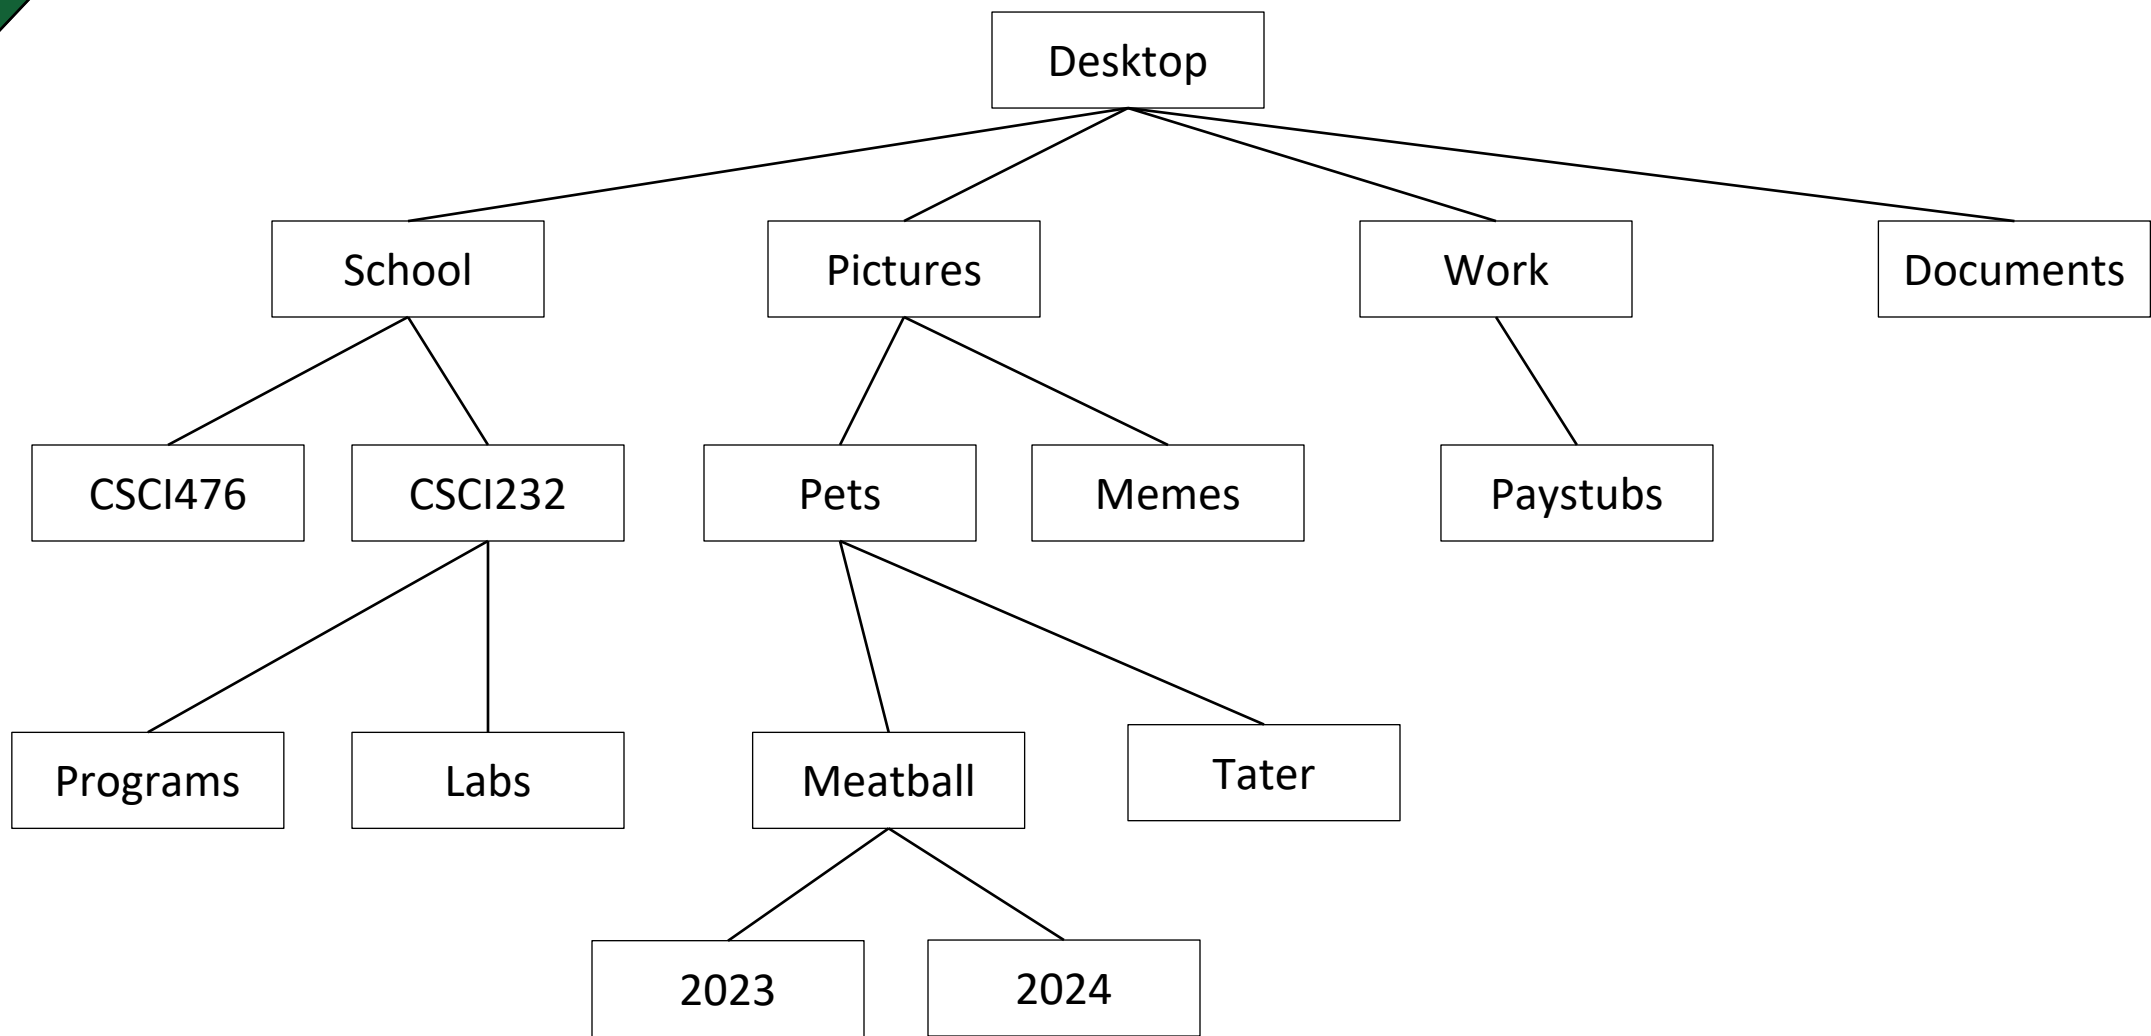 Desktop
School
Pictures
Work
Documents
CSCI476
CSCI232
Pets
Memes
Paystubs
Programs
Labs
Meatball
Tater
2023
2024